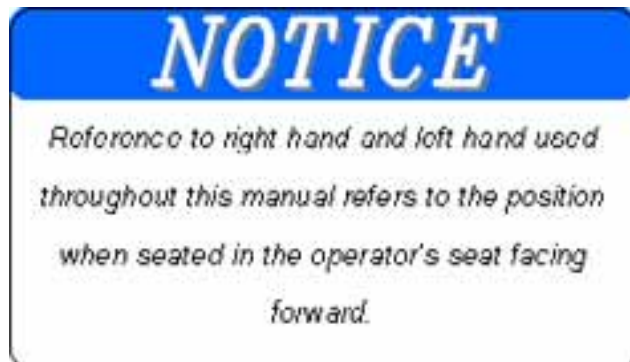 NOTICE
Reference to right hand and left hand used
throughout this manual refers to the position
when seated in the operator's seat facing
forward.